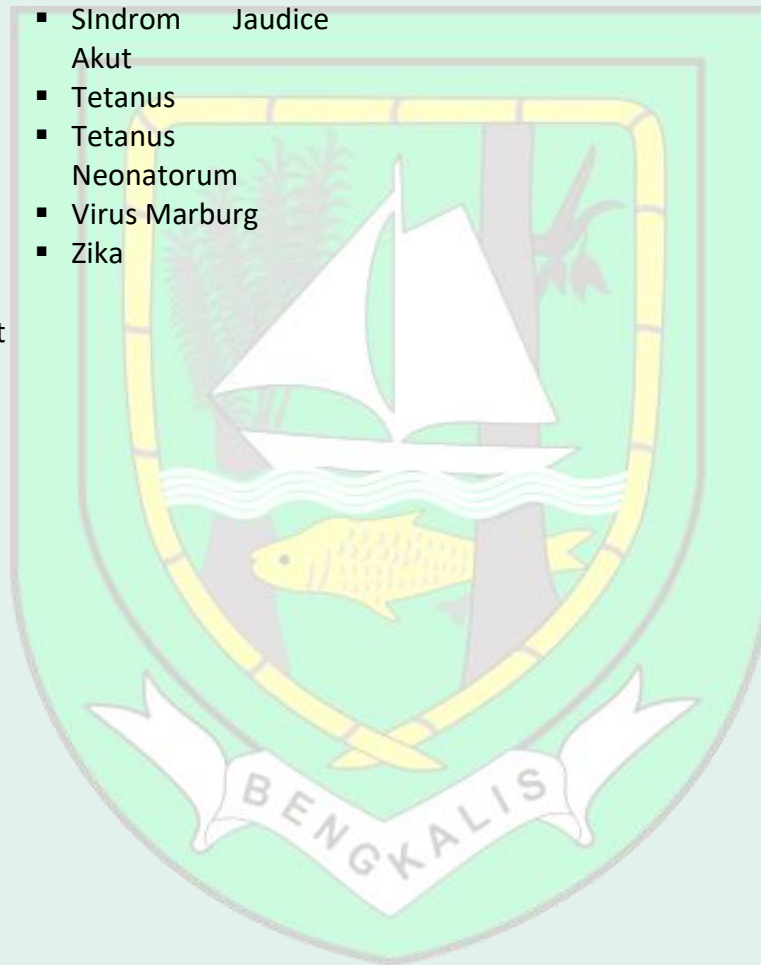 ▪ SIndrom Jaudice
Akut
▪ Tetanus
▪ Tetanus
Neonatorum
▪ Virus Marburg
▪ Zika
t
BENGKALIS